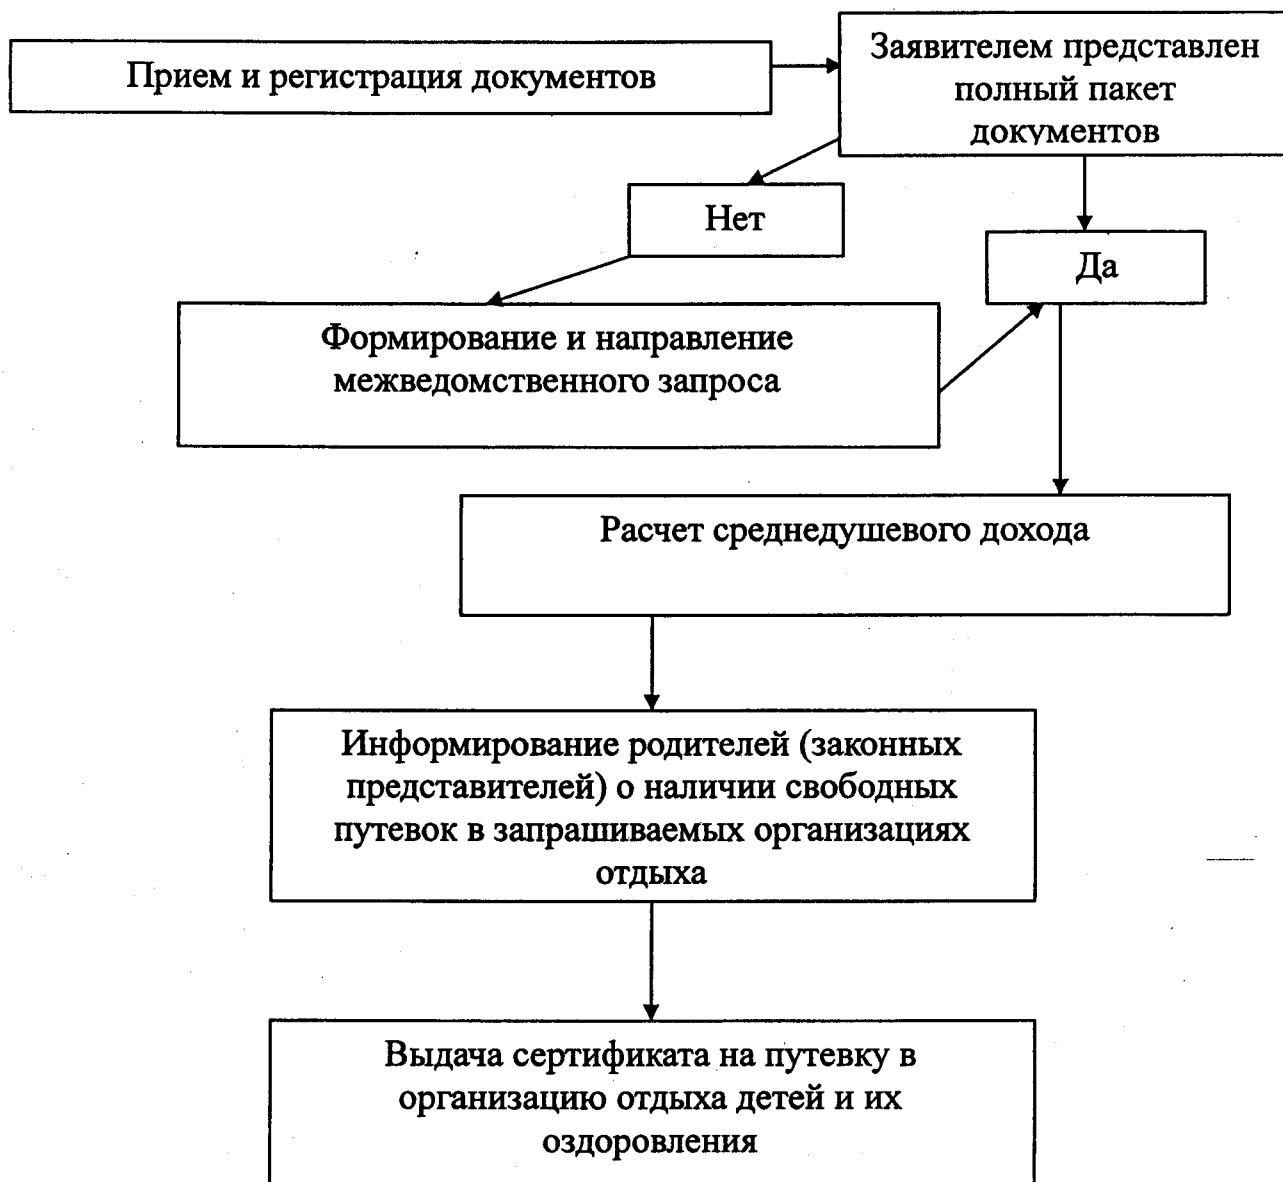 Прием и регистрация документов
Заявителем представлен
полный пакет
документов
Нет
Да
Формирование и направление
межведомственного запроса
Расчет среднедушевого дохода
Информирование родителей (законных
представителей) о наличии свободных
путевок в запрашиваемых организациях
отдыха
Выдача сертификата на путевку в
организацию отдыха детей и их
оздоровления